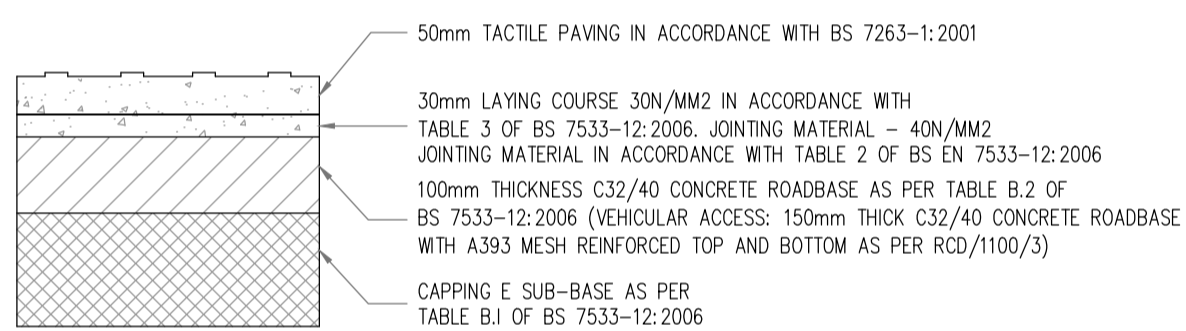 50mm TACTILE PAVING IN ACCORDANCE WITH BS 7263-1:2001
30mm LAYING COURSE 30N/MM2 IN ACCORDANCE WITH
TABLE 3 OF BS 7533-12:2006. JOINTING MATERIAL - 40N/MM2
JOINTING MATERIAL IN ACCORDANCE WITH TABLE 2 OF BS EN 7533-12:2006
100mm THICKNESS C32/40 CONCRETE ROADBASE AS PER TABLE B.2 OF
BS 7533-12:2006 (VEHICULAR ACCESS: 150mm THICK C32/40 CONCRETE ROADBASE
WITH A393 MESH REINFORCED TOP AND BOTTOM AS PER RCD/1100/3)
CAPPING E SUB-BASE AS PER
TABLE B.I OF BS 7533-12:2006